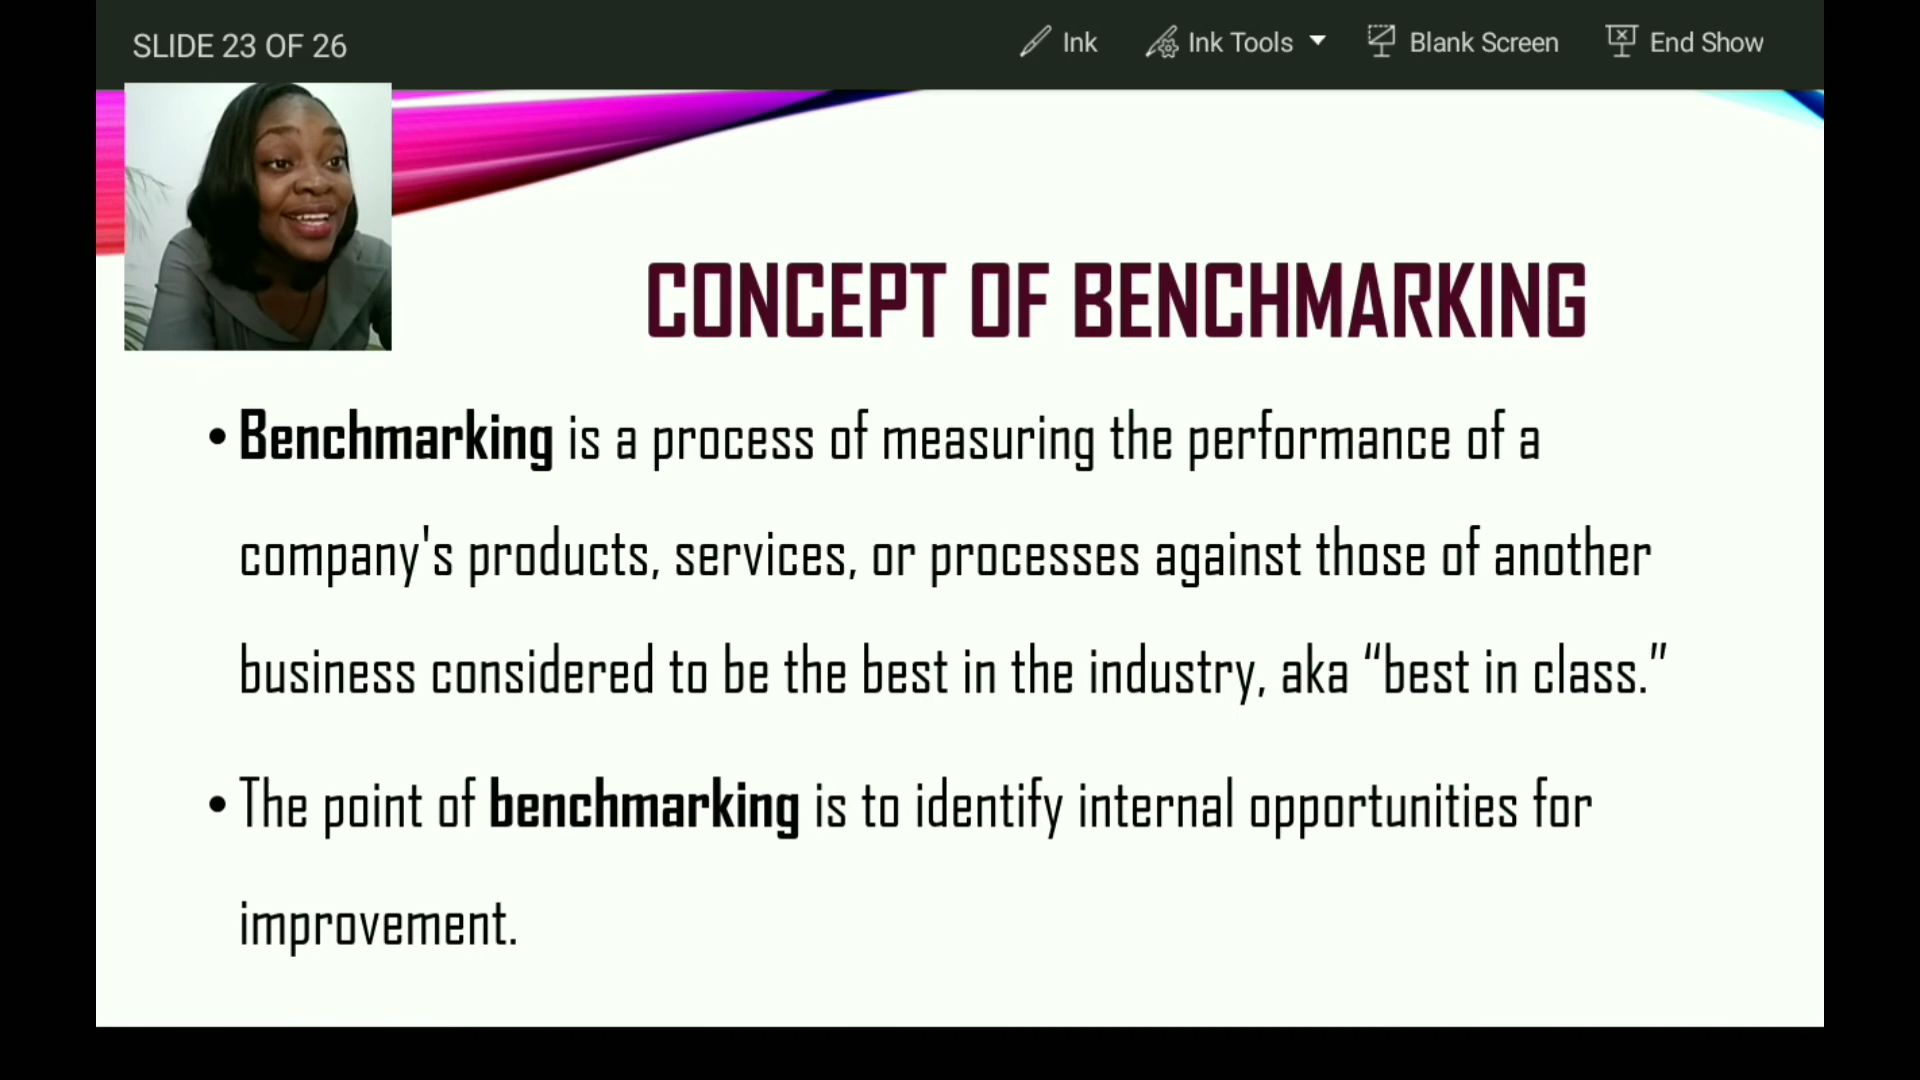 SLIDE 23 OF 26
Ink
Ink Tools
Blank Screen
End Show
CONCEPT OF BENCHMARKING
• Benchmarking is a process of measuring the performance of a
company's products, services, or processes against those of another
business considered to be the best in the industry, aka “best in class.”
• The point of benchmarking is to identify internal opportunities for
improvement.